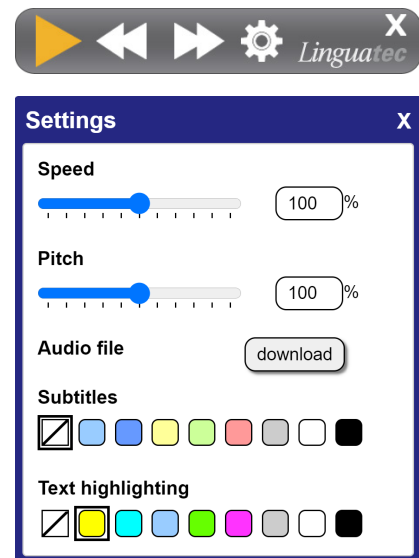 X
Linguatec
Settings X
Speed
100 %
Pitch
100 %
Audio file download
Subtitles
Text highlighting